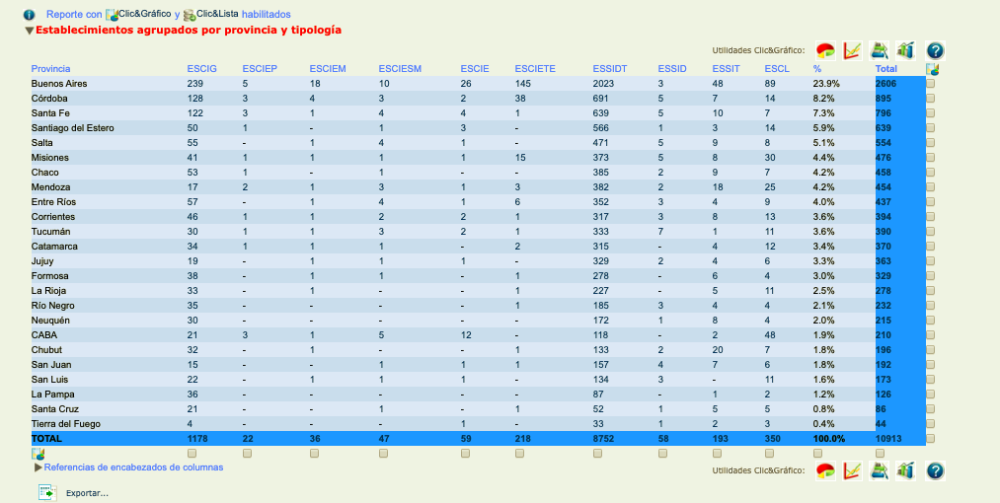 Reporte con Clic&Gráfico y Clic&Lista habilitados
Establecimientos agrupados por provincia y tipología
Utilidades Clic&Gráfico:
Provincia ESCIG ESCIEP ESCIEM ESCIESM ESCIE ESCIETE ESSIDT ESSID ESSIT ESCL % Total
Buenos Aires 239 5 18 10 26 145 2023 3 48 89 23.9% 2606
Córdoba 128 3 4 3 2 38 691 5 7 14 8.2% 895
Santa Fe 122 3 1 4 4 1 639 5 10 7 7.3% 796
Santiago del Estero 50 1 - 1 3 - 566 1 3 14 5.9% 639
Salta 55 - 1 4 1 - 471 5 9 8 5.1% 554
Misiones 41 1 1 1 1 15 373 5 8 30 4.4% 476
Chaco 53 1 - 1 - - 385 2 9 7 4.2% 458
Mendoza 17 2 1 3 1 3 382 2 18 25 4.2% 454
Entre Ríos 57 - 1 4 1 6 352 3 4 9 4.0% 437
Corrientes 46 1 1 2 2 1 317 3 8 13 3.6% 394
Tucumán 30 1 1 3 2 1 333 7 1 11 3.6% 390
Catamarca 34 1 1 1 - 2 315 - 4 12 3.4% 370
Jujuy 19 - 1 1 1 - 329 2 4 6 3.3% 363
Formosa 38 - 1 1 - 1 278 - 6 4 3.0% 329
La Rioja 33 - 1 - - 1 227 - 5 11 2.5% 278
Río Negro 35 - - - - 1 185 3 4 4 2.1% 232
Neuquén 30 - - - - - 172 1 8 4 2.0% 215
CABA 21 3 1 5 12 - 118 - 2 48 1.9% 210
Chubut 32 - 1 - - 1 133 2 20 7 1.8% 196
San Juan 15 - - 1 1 1 157 4 7 6 1.8% 192
San Luis 22 - 1 1 1 - 134 3 - 11 1.6% 173
La Pampa 36 - - - - - 87 - 1 2 1.2% 126
Santa Cruz 21 - - 1 - 1 52 1 5 5 0.8% 86
Tierra del Fuego 4 - - - 1 - 33 1 2 3 0.4% 44
TOTAL 1178 22 36 47 59 218 8752 58 193 350 100.0% 10913
Referencias de encabezados de columnas
Utilidades Clic&Gráfico:
Exportar...